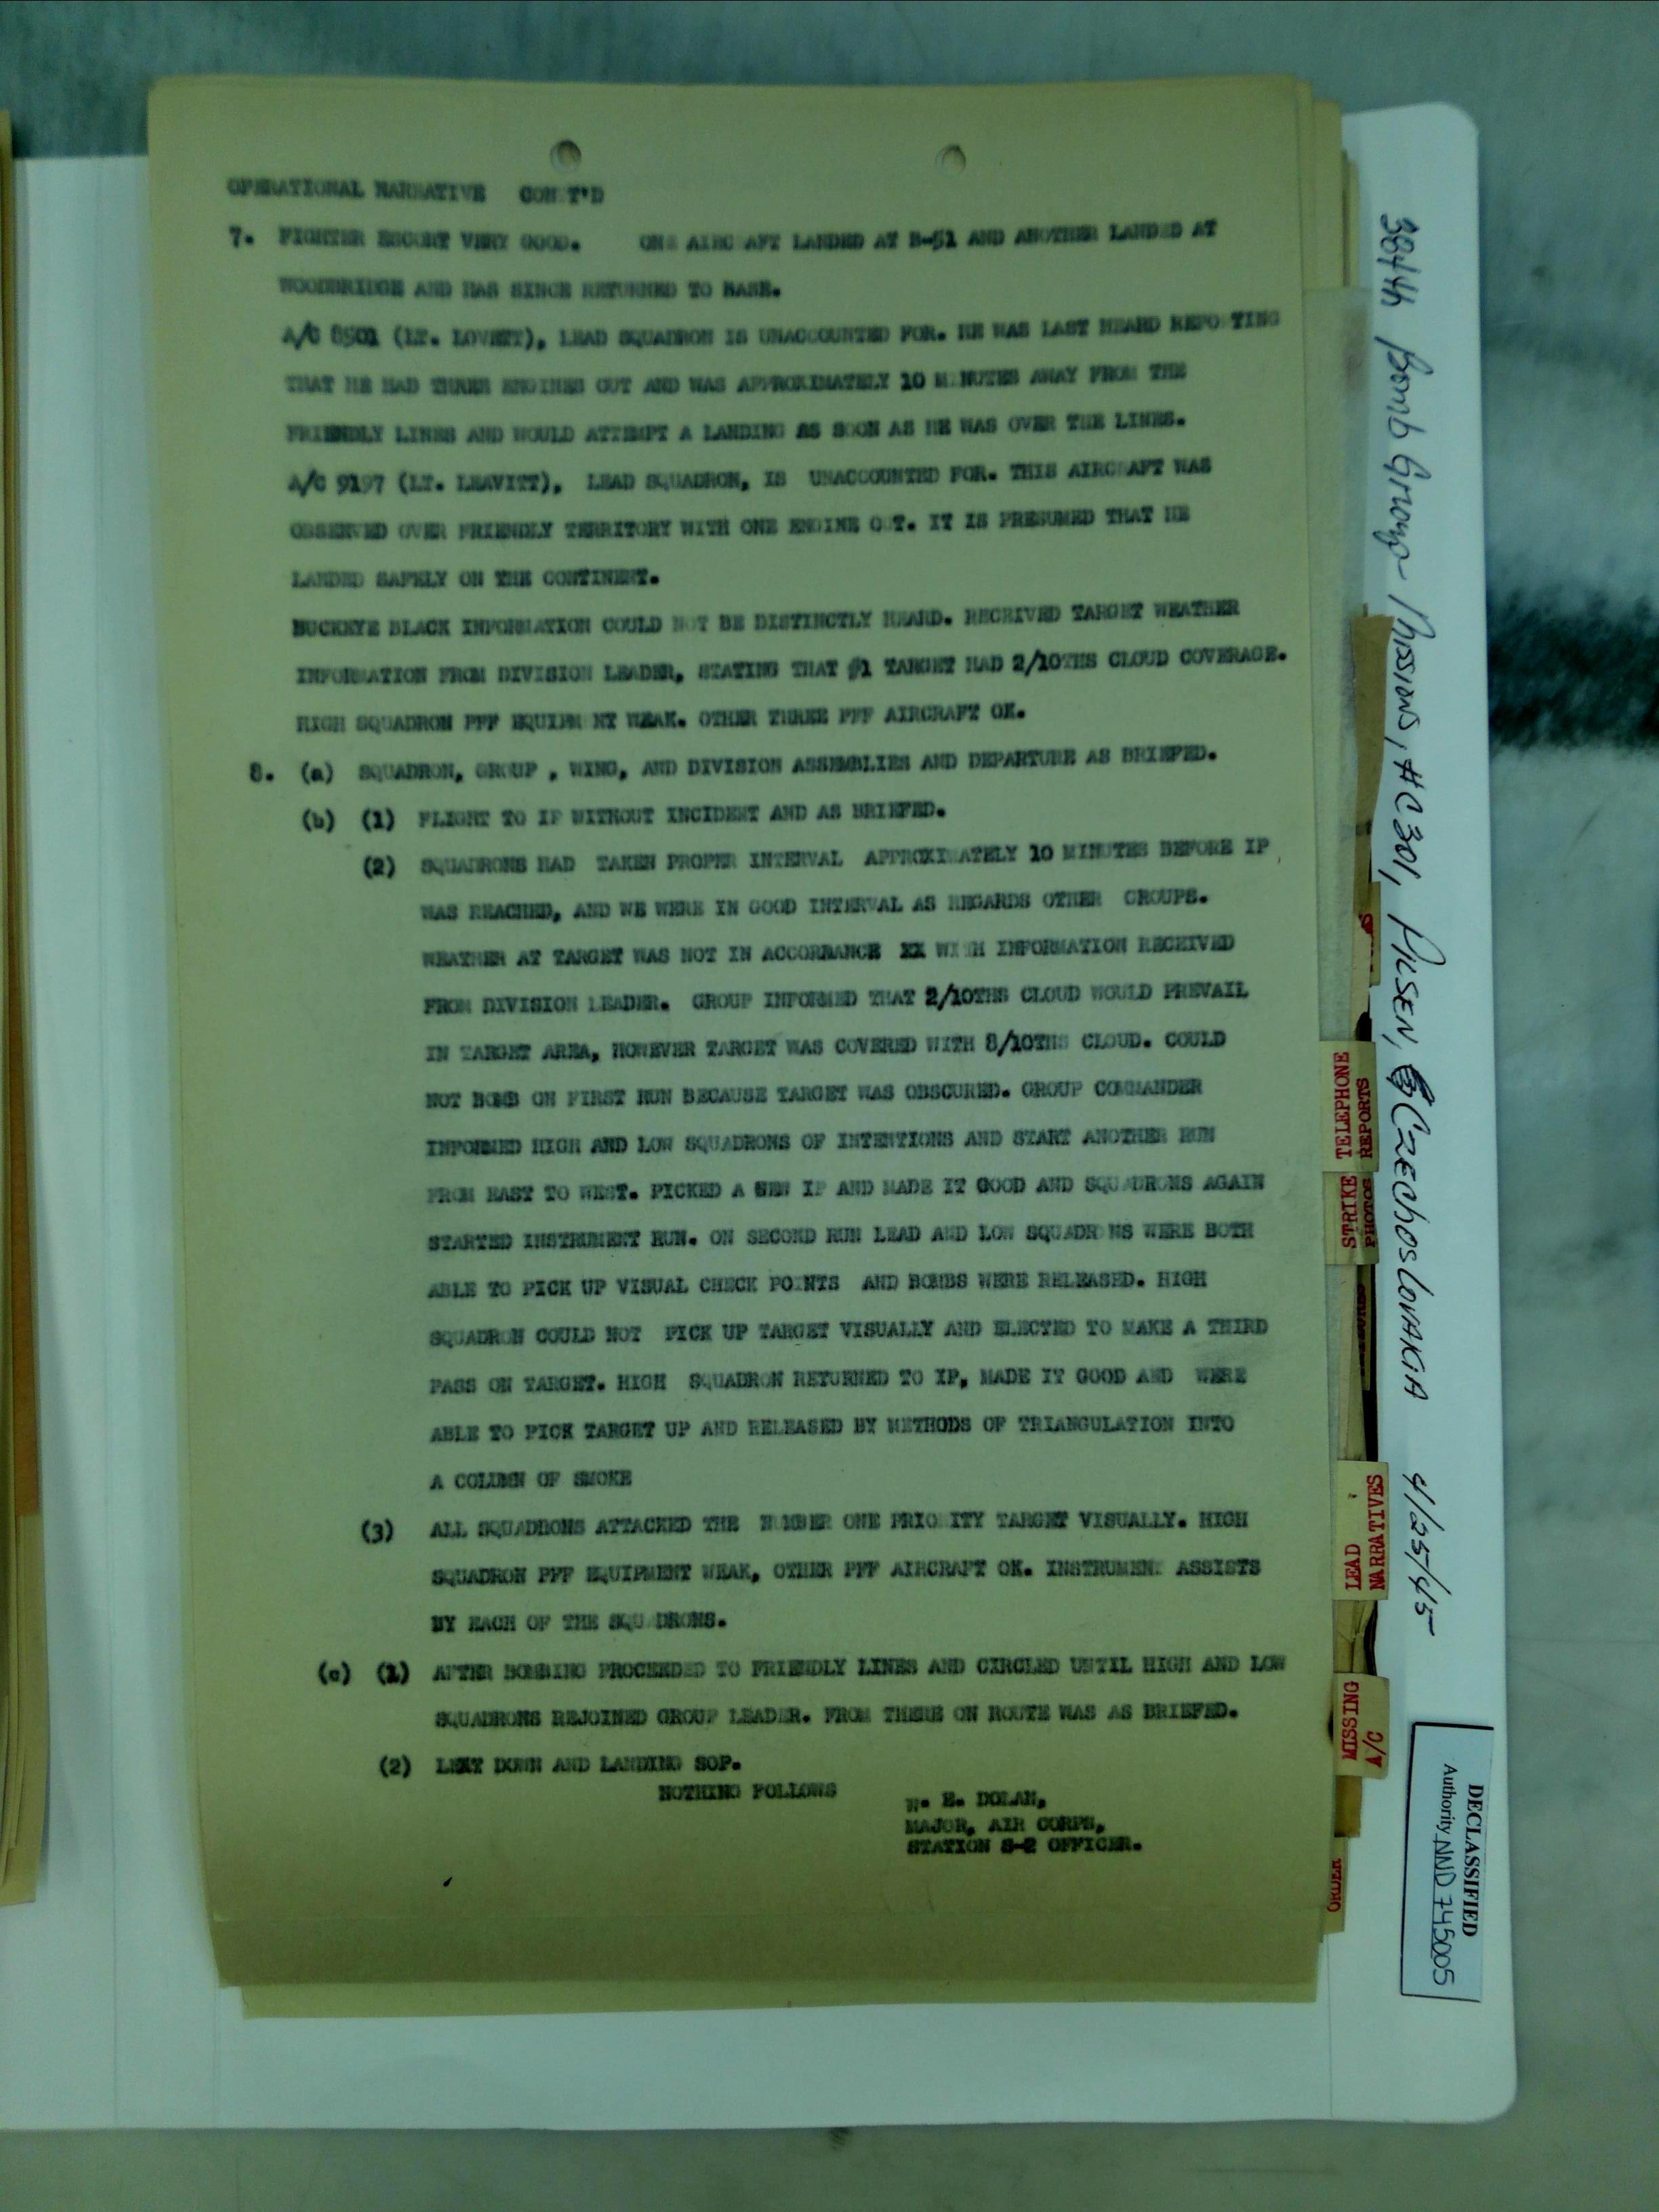 OPERATIONAL NARRATIVE CONT'D
7. FIGHTER ESCORT VERY GOOD. ONE AIRCRAFT LANDED AT B-51 AND ANOTHER LANDED AT
WOODBRIDGE AND HAS SINCE RETURNED TO BASE.
A/C 8501 (LT. LOVETT), LEAD SQUADRON IS UNACCOUNTED FOR. HE WAS LAST HEARD REPORTING
THAT HE HAD THREE ENGINES OUT AND WAS APPROXIMATELY 10 MINUTES AWAY FROM THE
FRIENDLY LINES AND WOULD ATTEMPT A LANDING AS SOON AS HE WAS OVER THE LINES.
A/C 9197 (LT. LEAVITT), LEAD SQUADRON, IS UNACCOUNTED FOR. THIS AIRCRAFT WAS
OBSERVED OVER FRIENDLY TERRITORY WITH ONE ENGINE OUT. IT IS PRESUMED THAT HE
LANDED SAFELY ON THE CONTINENT.
BUCKEYE BLACK INFORMATION COULD NOT BE DISTINCTLY HEARD. RECEIVED TARGET WEATHER
INFORMATION FROM DIVISION LEADER, STATING THAT #1 TARGET HAD 2/10THS CLOUD COVERAGE.
HIGH SQUADRON PFF EQUIPMENT WEAK. OTHER THREE PFF AIRCRAFT OK.
8. (a) SQUADRON, GROUP , WING, AND DIVISION ASSEMBLIES AND DEPARTURE AS BRIEFED.
(b) (1) FLIGHT TO IP WITHOUT INCIDENT AND AS BRIEFED.
(2) SQUADRONS HAD TAKEN PROPER INTERVAL APPROXIMATELY 10 MINUTES BEFORE IP
WAS REACHED, AND WE WERE IN GOOD INTERVAL AS REGARDS OTHER GROUPS.
WEATHER AT TARGET WAS NOT IN ACCORRANCE XX WITH INFORMATION RECEIVED
FROM DIVISION LEADER. GROUP INFORMED THAT 2/10THS CLOUD WOULD PREVAIL
IN TARGET AREA, HOWEVER TARGET WAS COVERED WITH 8/10THS CLOUD. COULD
NOT BOMB ON FIRST RUN BECAUSE TARGET WAS OBSCURED. GROUP COMMANDER
INFORMED HIGH AND LOW SQUADRONS OF INTENTIONS AND START ANOTHER RUN
FROM EAST TO WEST. PICKED A NEW IP AND MADE IT GOOD AND SQUADRONS AGAIN
STARTED INSTRUMENT RUN. ON SECOND RUN LEAD AND LOW SQUADRONS WERE BOTH
ABLE TO PICK UP VISUAL CHECK POINTS AND BOMBS WERE RELEASED. HIGH
SQUADRON COULD NOT PICK UP TARGET VISUALLY AND ELECTED TO MAKE A THIRD
PASS ON TARGET. HIGH SQUADRON RETURNED TO IP, MADE IT GOOD AND WERE
ABLE TO PICK TARGET UP AND RELEASED BY METHODS OF TRIANGULATION INTO
A COLUMN OF SMOKE
(3) ALL SQUADRONS ATTACKED THE NUMBER ONE PRIORITY TARGET VISUALLY. HIGH
SQUADRON PFF EQUIPMENT WEAK, OTHER PFF AIRCRAFT OK. INSTRUMENT ASSISTS
BY EACH OF THE SQUADRONS.
(c) (1) AFTER BOMBING PROCEEDED TO FRIENDLY LINES AND CIRCLED UNTIL HIGH AND LOW
SQUADRONS REJOINED GROUP LEADER. FROM THERE ON ROUTE WAS AS BRIEFED.
(2) LEXT DOWN AND LANDING SOP.
NOTHING FOLLOWS
W. E. DOLAN,
MAJOR, AIR CORPS,
STATION S-2 OFFICER.
384th Bomb Group - Missions, #C301, PILSEN, CZEChosLOVAKIA 4/25/45
TELEPHONE
REPORTS
STRIKE
PHOTOS
LEAD
NARRATIVES
MISSING
A/C
ORDER
DECLASSIFIED
Authority NND 745005